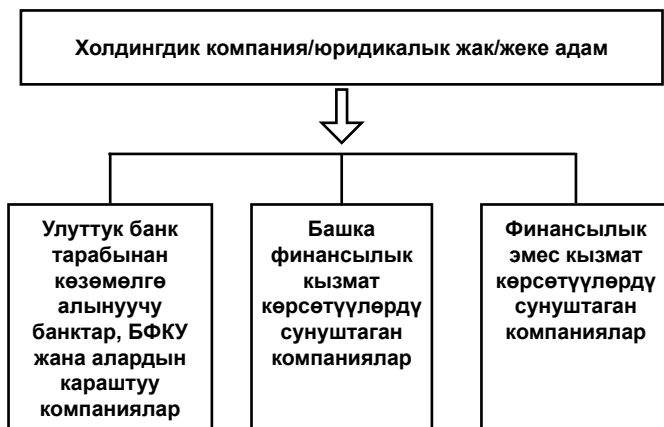 Холдингдик компания/юридикалык жак/жеке адам
Улуттук банк
тарабынан
көзөмөлгө
алынуучу
банктар, БФКУ
жана алардын
караштуу
компаниялар
Башка
финансылык
кызмат
көрсөтүүлөрдү
сунуштаган
компаниялар
Финансылык
эмес кызмат
көрсөтүүлөрдү
сунуштаган
компаниялар